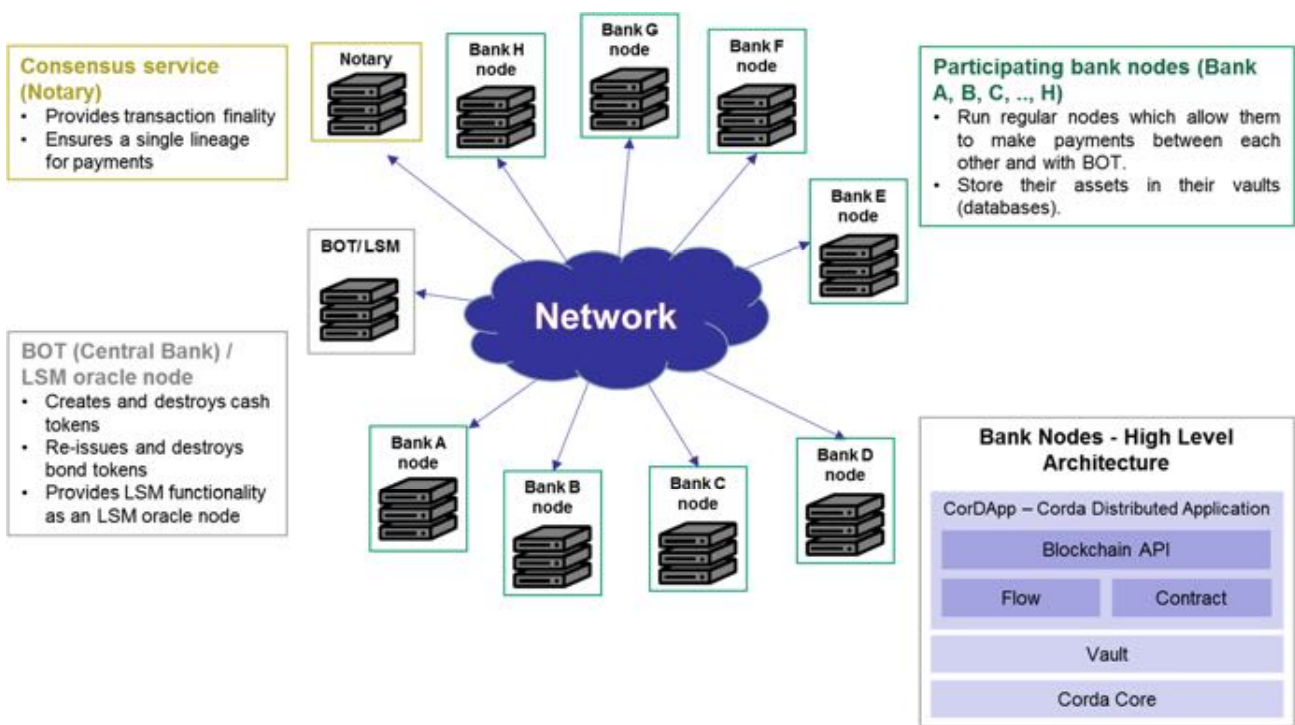 Consensus service
(Notary)
• Provides transaction finality
• Ensures a single lineage
for payments
Notary
Bank H
node
Bank G
node
Bank F
node
Participating bank nodes (Bank
A, B, C, .., H)
• Run regular nodes which allow them
to make payments between each
other and with BOT.
• Store their assets in their vaults
(databases).
Bank E
node
BOT/ LSM
Network
BOT (Central Bank) /
LSM oracle node
• Creates and destroys cash
tokens
• Re-issues and destroys
bond tokens
• Provides LSM functionality
as an LSM oracle node
Bank A
node
Bank B
node
Bank C
node
Bank D
node
Bank Nodes - High Level
Architecture
CorDApp – Corda Distributed Application
Blockchain API
Flow
Contract
Vault
Corda Core